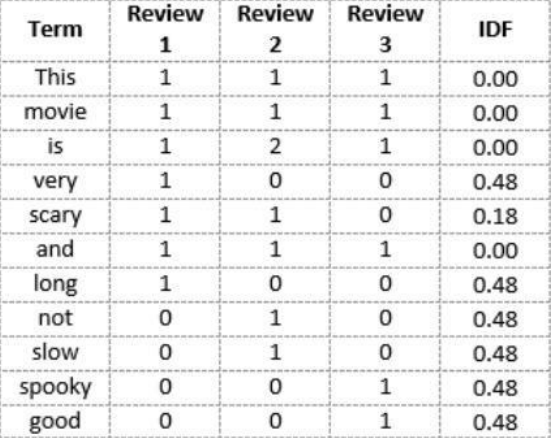 Term Review 1 Review 2 Review 3 IDF
This 1 1 1 0.00
movie 1 1 1 0.00
is 1 2 1 0.00
very 1 0 0 0.48
scary 1 1 0 0.18
and 1 1 1 0.00
long 1 0 0 0.48
not 0 1 0 0.48
slow 0 1 0 0.48
spooky 0 0 1 0.48
good 0 0 1 0.48